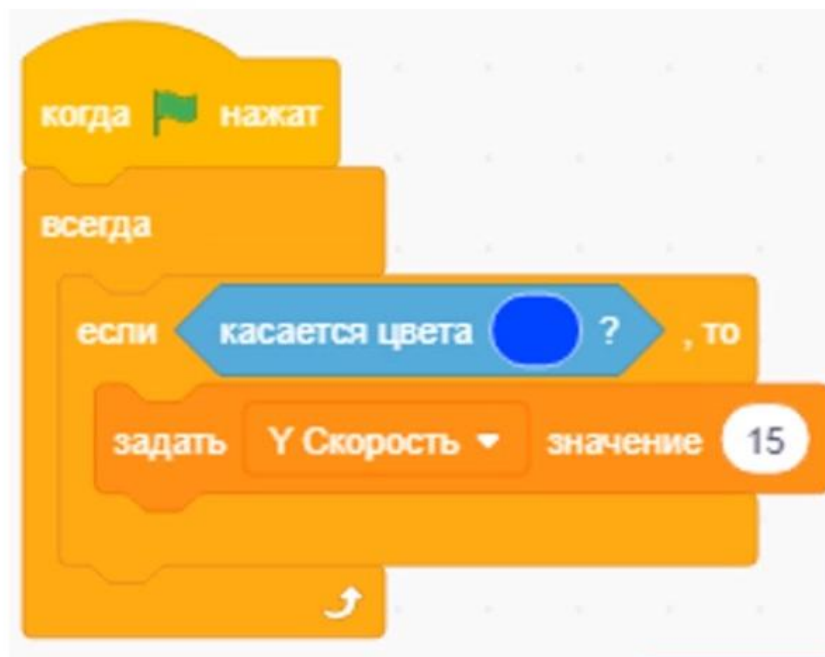 когда нажат
всегда
если касается цвета ? , то
задать Y Скорость значение 15